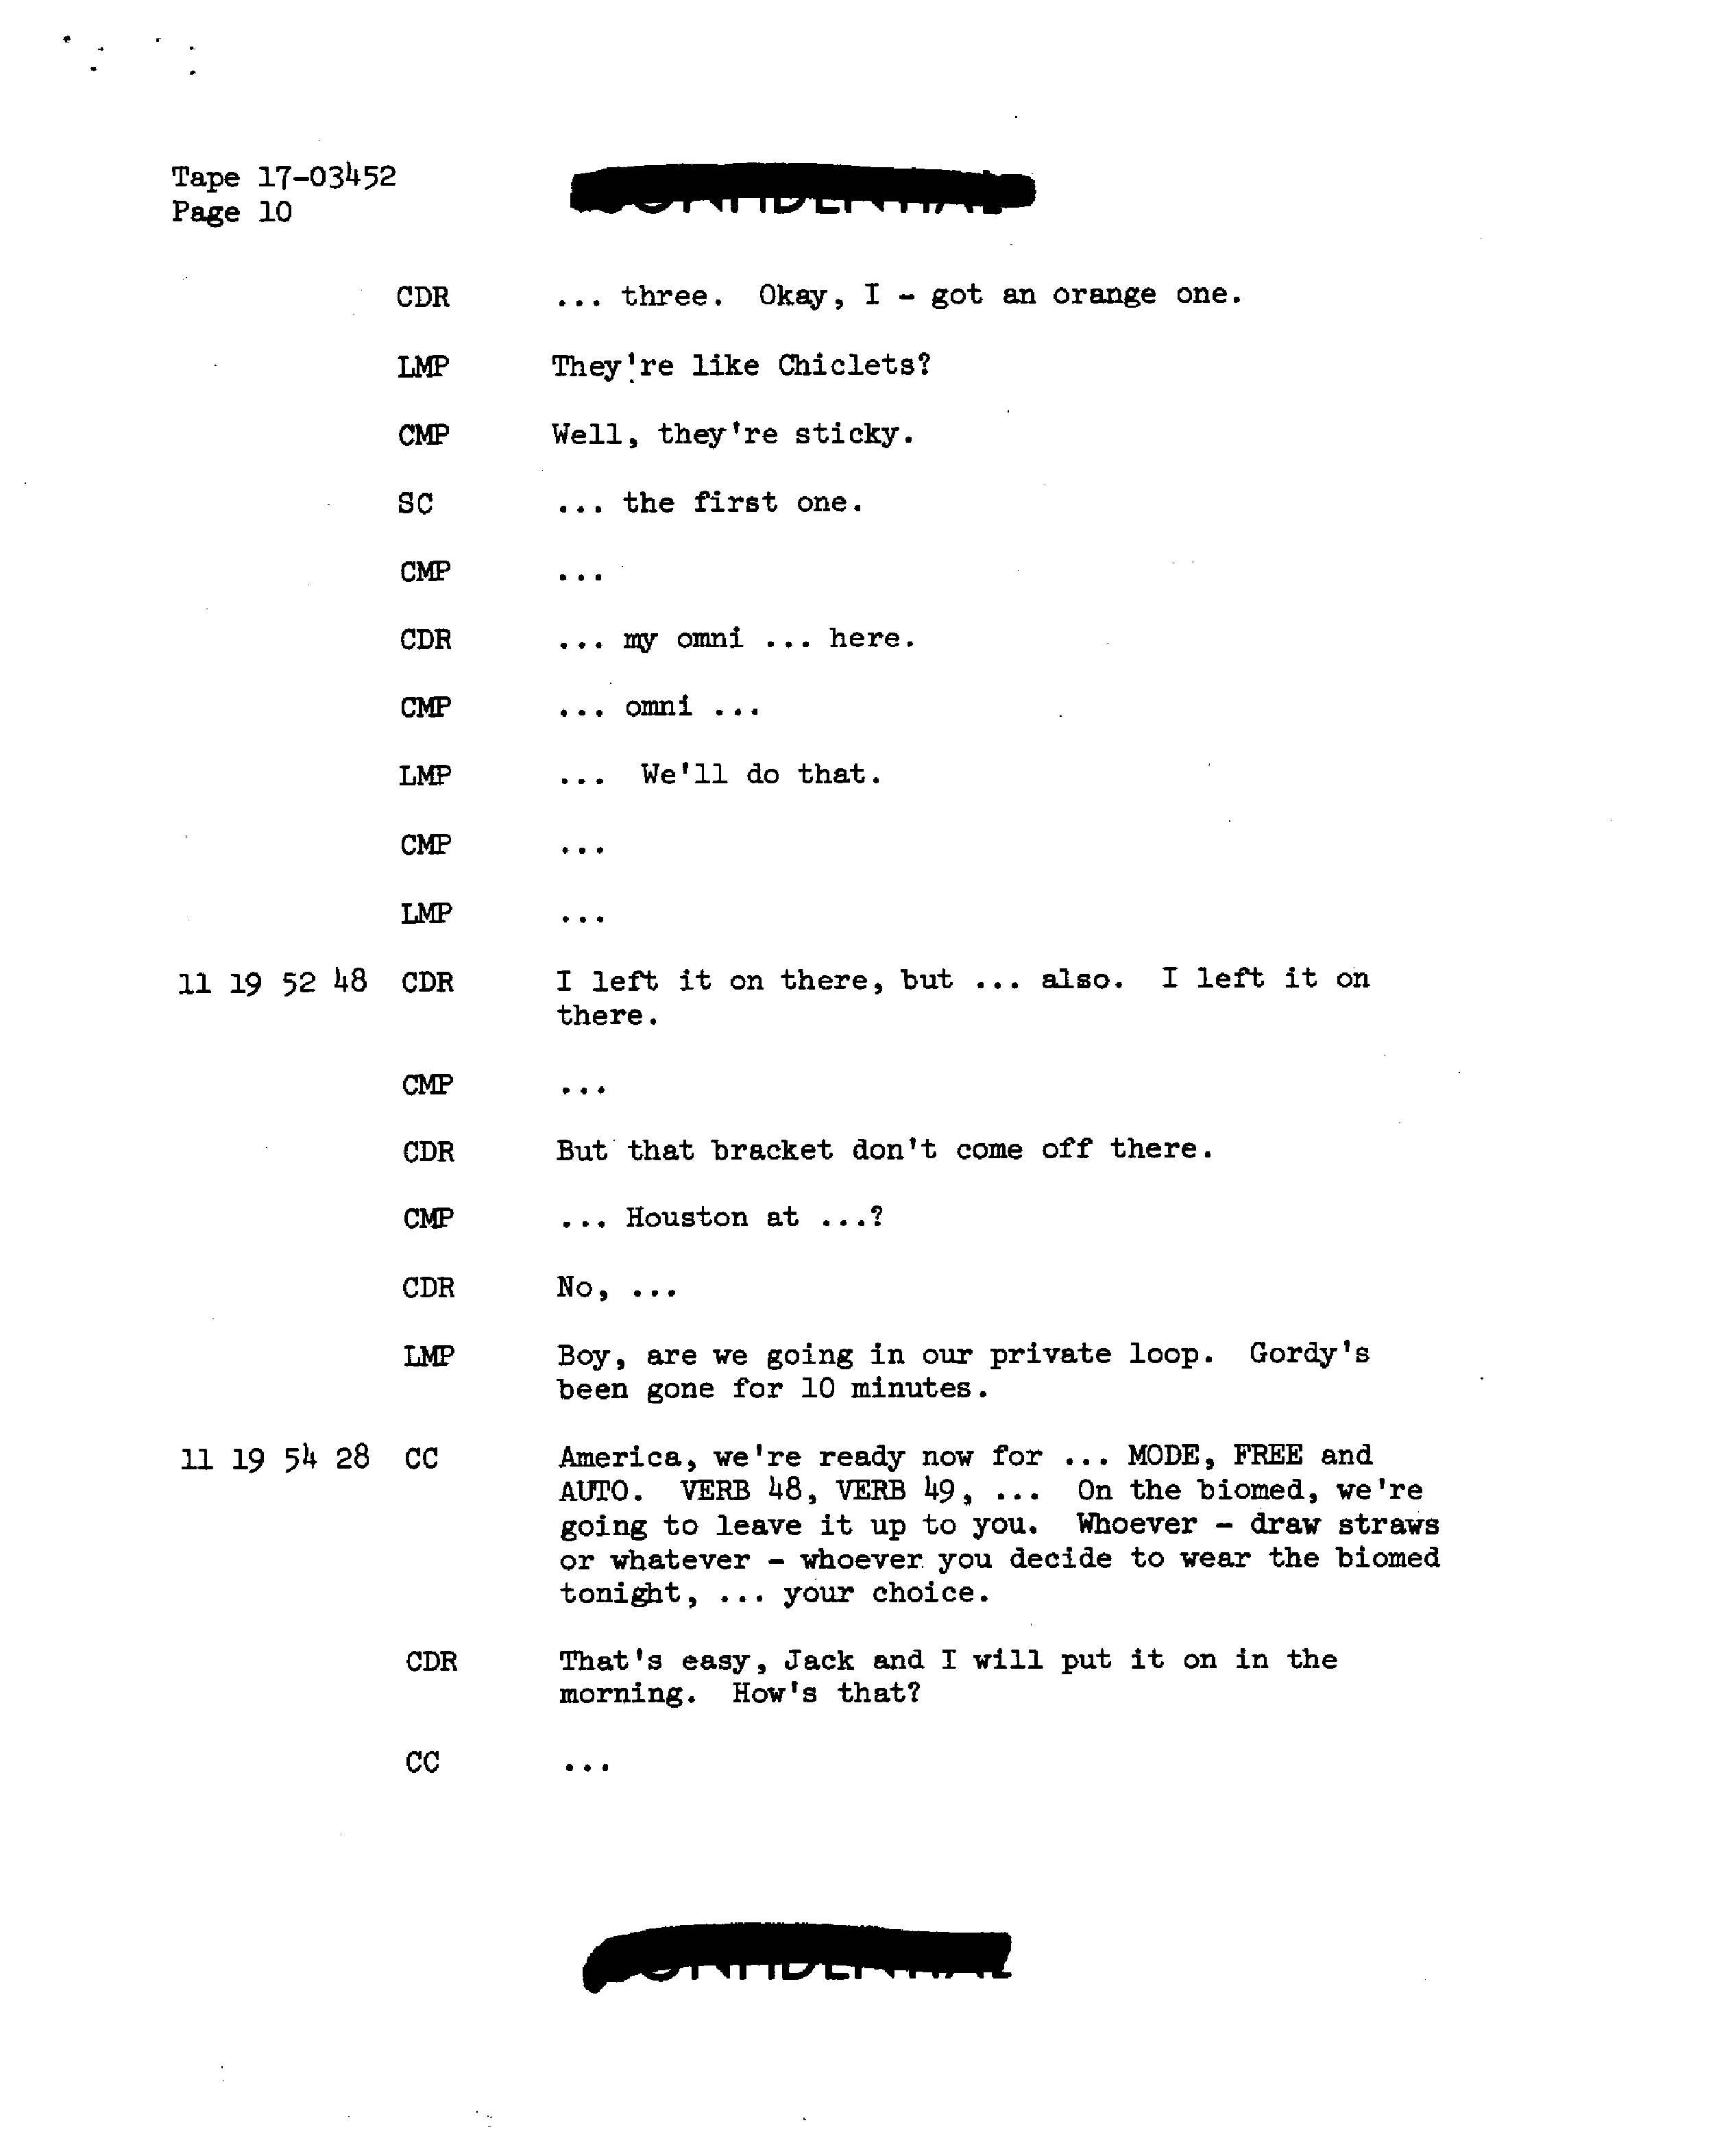 Tape 17-03452
Page 10
CDR ... three. Okay, I - got an orange one.
LMP They're like Chiclets?
CMP Well, they're sticky.
SC ... the first one.
CMP ...
CDR ... my omni ... here.
CMP ... omni ...
LMP ... We'll do that.
CMP ...
LMP ...
11 19 52 48 CDR I left it on there, but ... also. I left it on
there.
CMP ...
CDR But that bracket don't come off there.
CMP ... Houston at ...?
CDR No, ...
LMP Boy, are we going in our private loop. Gordy's
been gone for 10 minutes.
11 19 54 28 CC America, we're ready now for ... MODE, FREE and
AUTO. VERB 48, VERB 49, ... On the biomed, we're
going to leave it up to you. Whoever - draw straws
or whatever - whoever you decide to wear the biomed
tonight, ... your choice.
CDR That's easy, Jack and I will put it on in the
morning. How's that?
CC ...